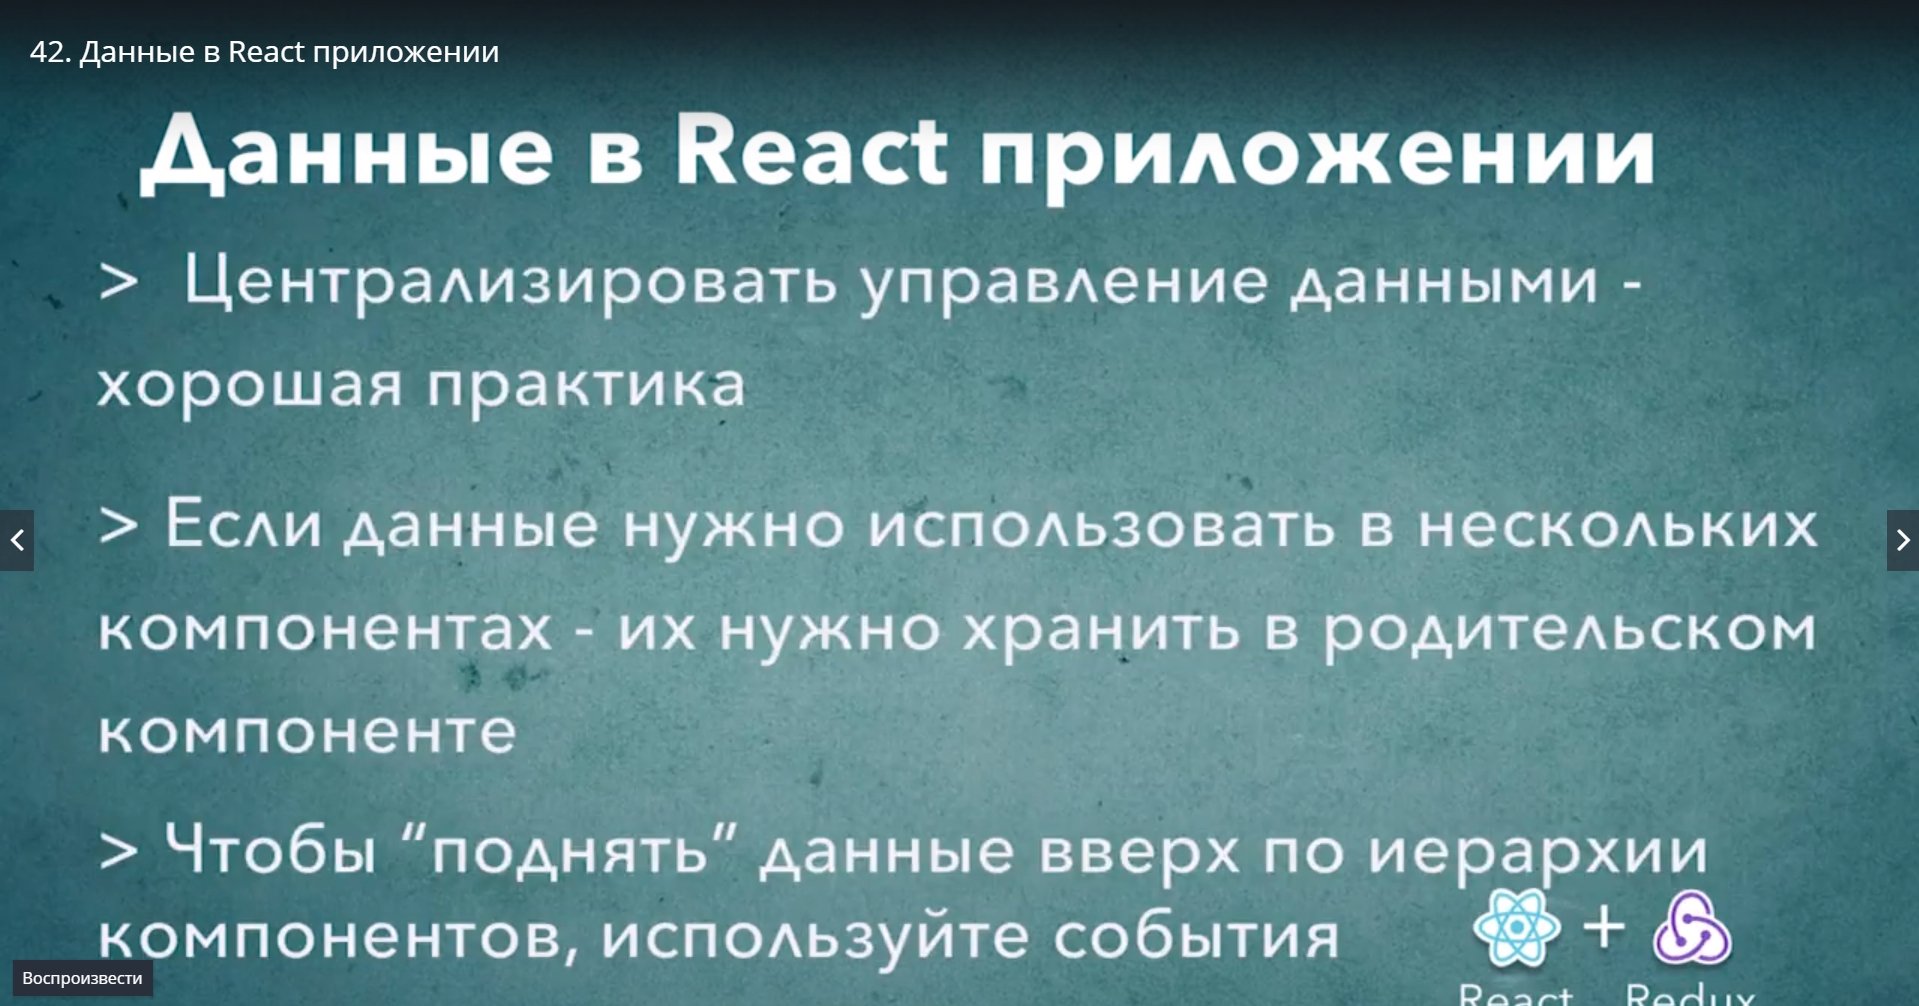 42. Данные в React приложении
Данные в React приложении
> Централизировать управление данными -
хорошая практика
> Если данные нужно использовать в нескольких
компонентах - их нужно хранить в родительском
компоненте
> Чтобы “поднять” данные вверх по иерархии
компонентов, используйте события
+
Воспроизвести
React Redux